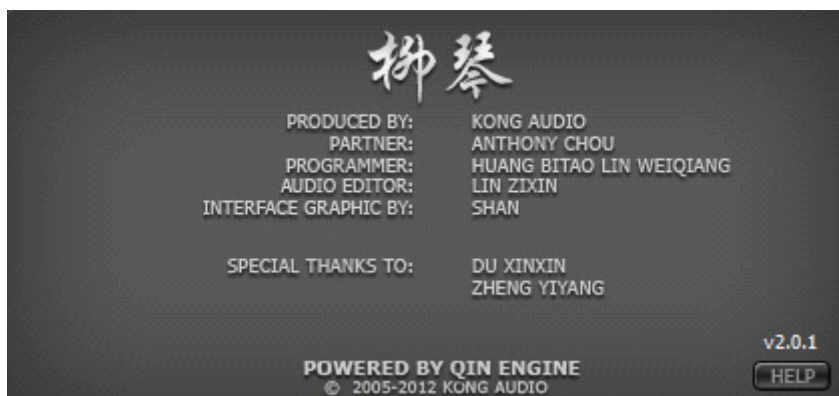 柳琴
PRODUCED BY: KONG AUDIO
PARTNER: ANTHONY CHOU
PROGRAMMER: HUANG BITAO LIN WEIQIANG
AUDIO EDITOR: LIN ZIXIN
INTERFACE GRAPHIC BY: SHAN
SPECIAL THANKS TO: DU XINXIN
ZHENG YIYANG
v2.0.1
POWERED BY QIN ENGINE
HELP
© 2005-2012 KONG AUDIO